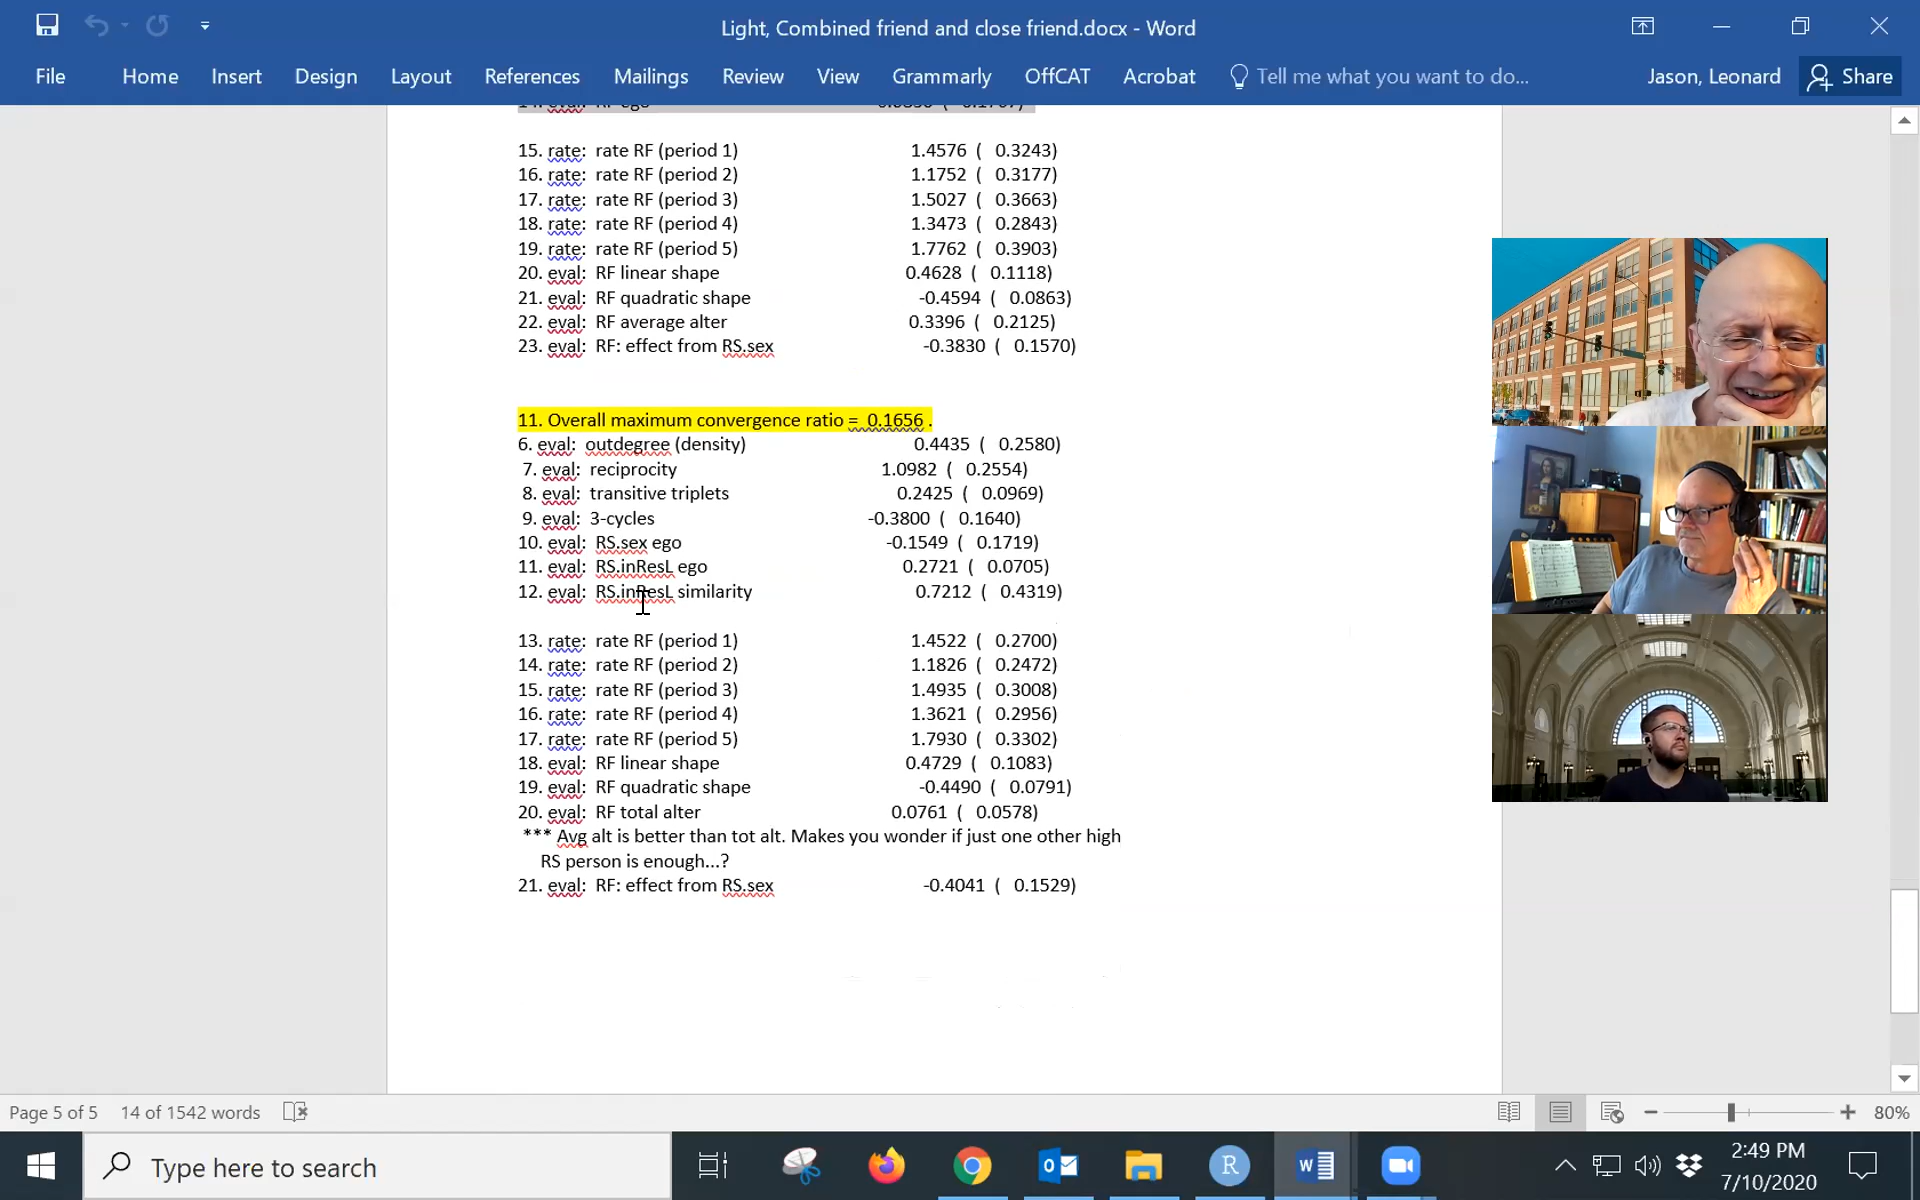 Light, Combined friend and close friend.docx - Word
File Home Insert Design Layout References Mailings Review View Grammarly OffCAT Acrobat Tell me what you want to do... Jason, Leonard Share
14. eval: RF ego
15. rate: rate RF (period 1) 1.4576 ( 0.3243)
16. rate: rate RF (period 2) 1.1752 ( 0.3177)
17. rate: rate RF (period 3) 1.5027 ( 0.3663)
18. rate: rate RF (period 4) 1.3473 ( 0.2843)
19. rate: rate RF (period 5) 1.7762 ( 0.3903)
20. eval: RF linear shape 0.4628 ( 0.1118)
21. eval: RF quadratic shape -0.4594 ( 0.0863)
22. eval: RF average alter 0.3396 ( 0.2125)
23. eval: RF: effect from RS.sex -0.3830 ( 0.1570)
11. Overall maximum convergence ratio = 0.1656 .
6. eval: outdegree (density) 0.4435 ( 0.2580)
7. eval: reciprocity 1.0982 ( 0.2554)
8. eval: transitive triplets 0.2425 ( 0.0969)
9. eval: 3-cycles -0.3800 ( 0.1640)
10. eval: RS.sex ego -0.1549 ( 0.1719)
11. eval: RS.inResL ego 0.2721 ( 0.0705)
12. eval: RS.inResL similarity 0.7212 ( 0.4319)
13. rate: rate RF (period 1) 1.4522 ( 0.2700)
14. rate: rate RF (period 2) 1.1826 ( 0.2472)
15. rate: rate RF (period 3) 1.4935 ( 0.3008)
16. rate: rate RF (period 4) 1.3621 ( 0.2956)
17. rate: rate RF (period 5) 1.7930 ( 0.3302)
18. eval: RF linear shape 0.4729 ( 0.1083)
19. eval: RF quadratic shape -0.4490 ( 0.0791)
20. eval: RF total alter 0.0761 ( 0.0578)
*** Avg alt is better than tot alt. Makes you wonder if just one other high
RS person is enough...?
21. eval: RF: effect from RS.sex -0.4041 ( 0.1529)
Page 5 of 5 14 of 1542 words 80%
Type here to search
2:49 PM
7/10/2020